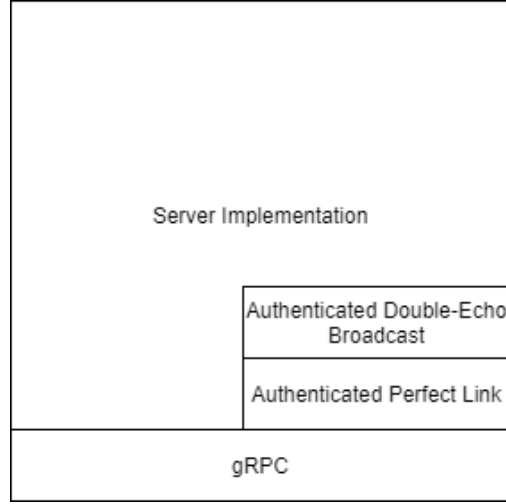 Server Implementation
Authenticated Double-Echo
Broadcast
Authenticated Perfect Link
gRPC